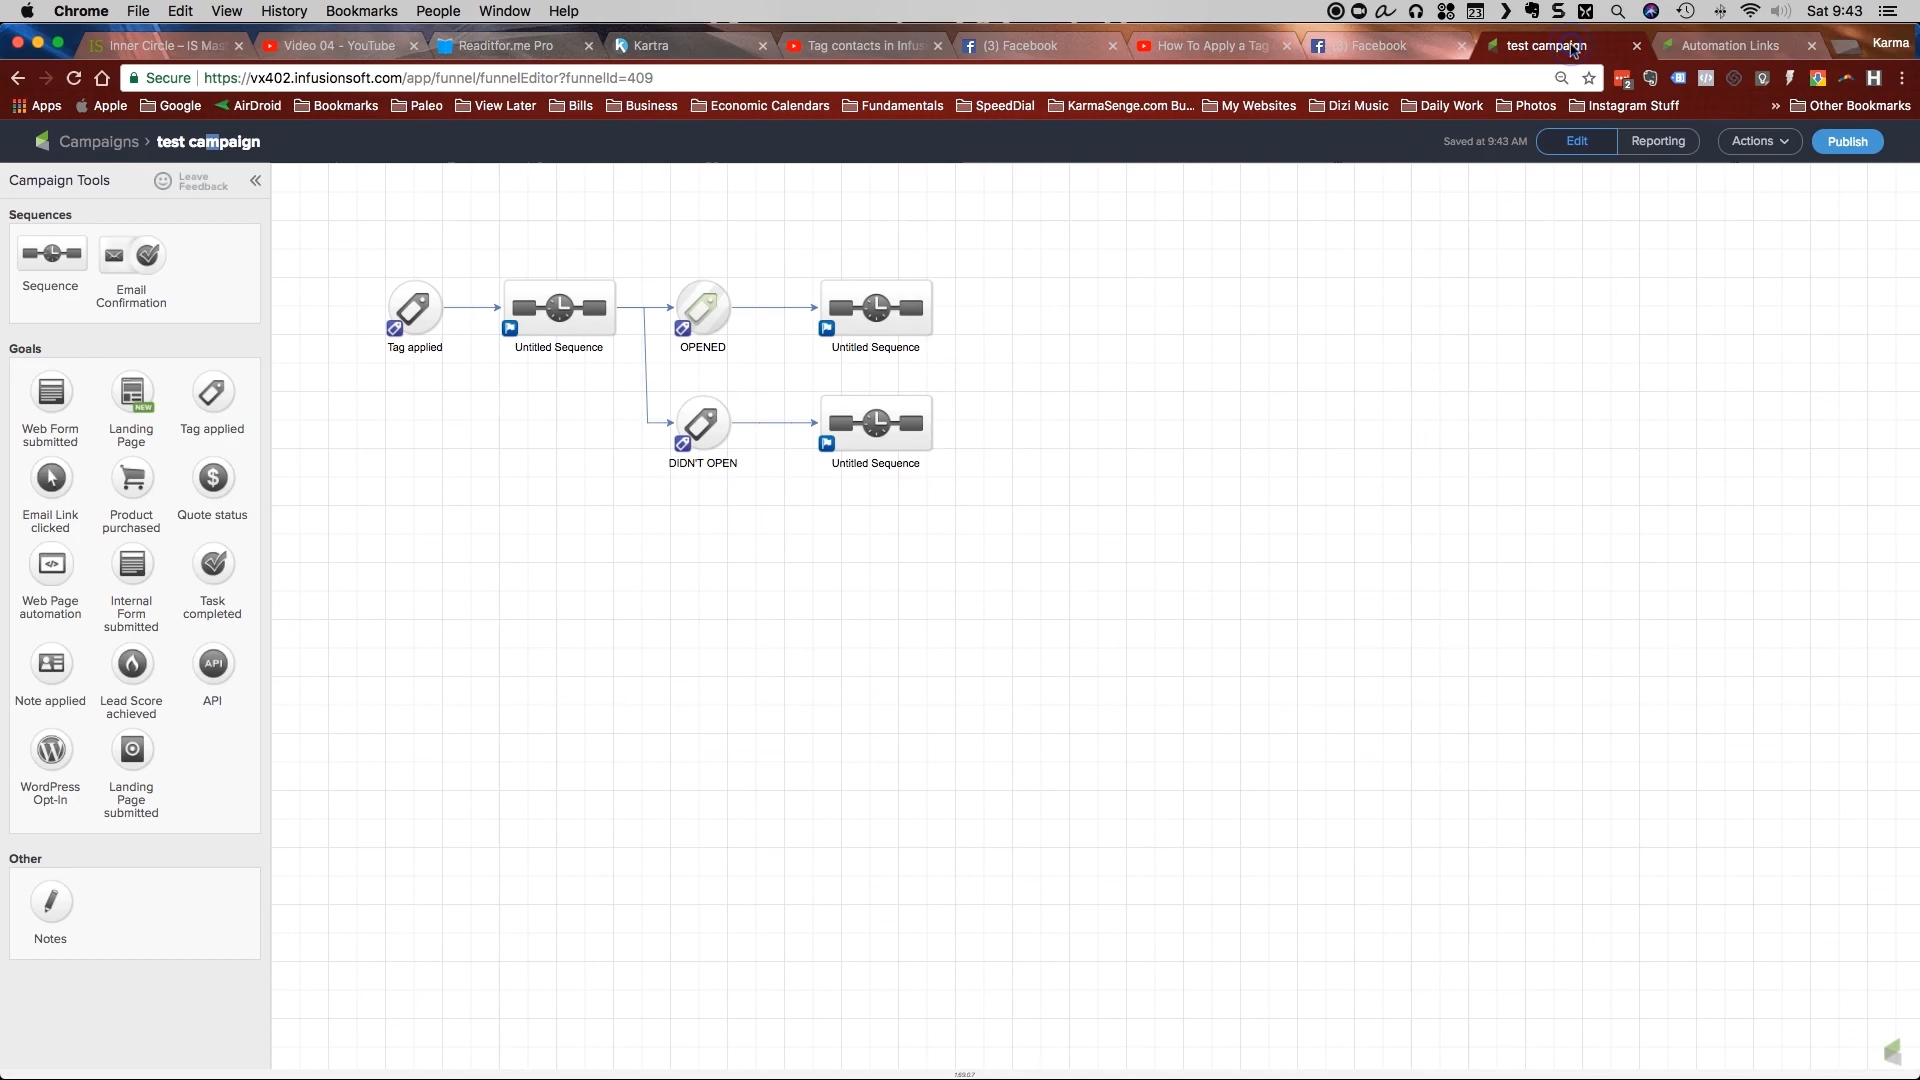 Chrome File Edit View History Bookmarks People Window Help
23
Sat 9:43
IS Inner Circle – IS Mas
Video 04 - YouTube
Readitfor.me Pro
Kartra
Tag contacts in Infus
(3) Facebook
How To Apply a Tag
(3) Facebook
test campaign
Automation Links
Karma
Secure https://vx402.infusionsoft.com/app/funnel/funnelEditor?funnelId=409
2
Apps Apple Google AirDroid Bookmarks Paleo View Later Bills Business Economic Calendars Fundamentals SpeedDial KarmaSenge.com Bu... My Websites Dizi Music Daily Work Photos Instagram Stuff » Other Bookmarks
Campaigns › test campaign
Saved at 9:43 AM Edit Reporting Actions Publish
Campaign Tools
Leave
Feedback
Sequences
Sequence
Email
Confirmation
Goals
NEW
Web Form
submitted
Landing
Page
Tag applied
Email Link
clicked
Product
purchased
Quote status
Web Page
automation
Internal
Form
submitted
Task
completed
API
Note applied
Lead Score
achieved
API
WordPress
Opt-In
Landing
Page
submitted
Other
Notes
Tag applied
Untitled Sequence
OPENED
Untitled Sequence
DIDN'T OPEN
Untitled Sequence